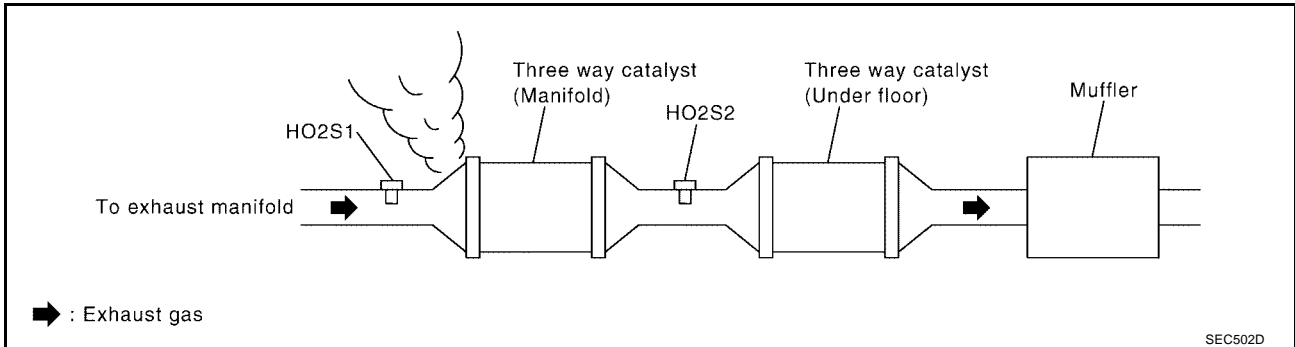 Three way catalyst
(Manifold)
Three way catalyst
(Under floor)
Muffler
HO2S1
HO2S2
To exhaust manifold
: Exhaust gas
SEC502D